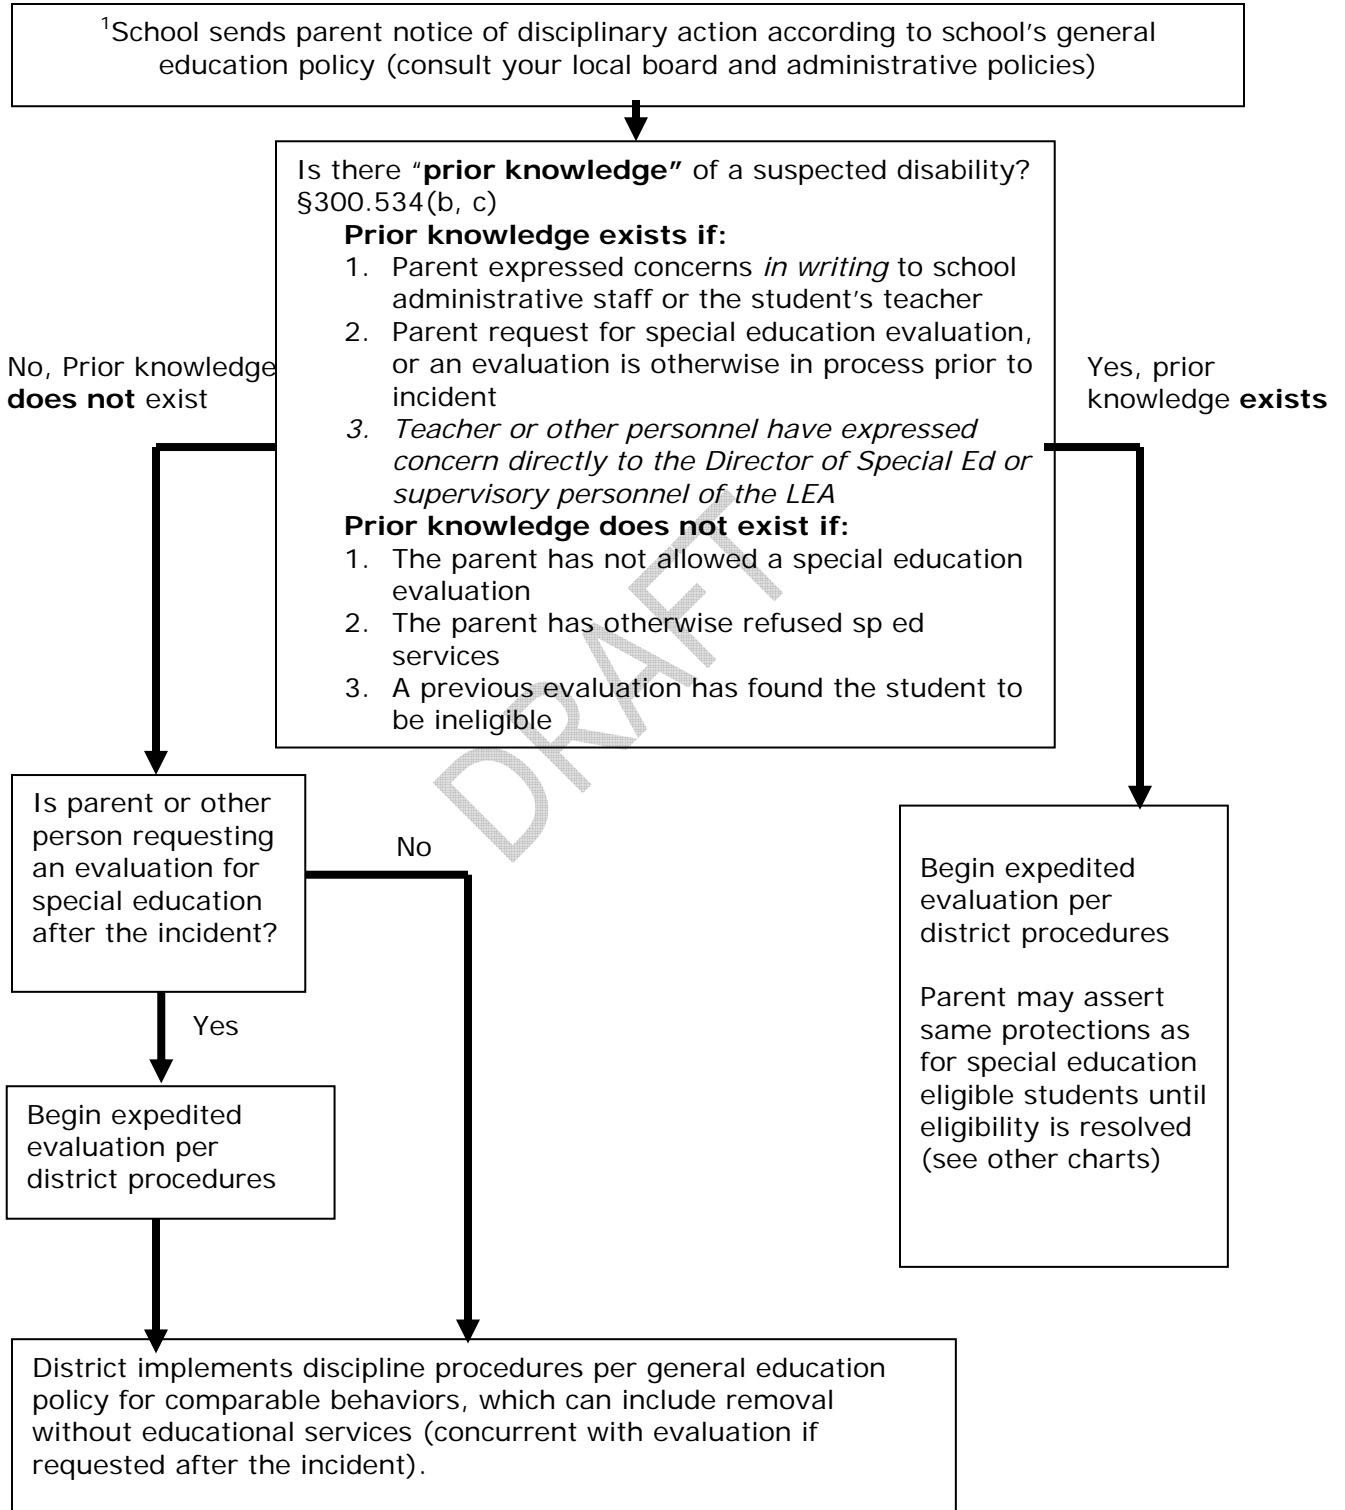 ¹School sends parent notice of disciplinary action according to school's general
education policy (consult your local board and administrative policies)
Is there "prior knowledge" of a suspected disability?
§300.534(b, c)
Prior knowledge exists if:
1. Parent expressed concerns in writing to school
administrative staff or the student's teacher
2. Parent request for special education evaluation,
or an evaluation is otherwise in process prior to
incident
3. Teacher or other personnel have expressed
concern directly to the Director of Special Ed or
supervisory personnel of the LEA
Prior knowledge does not exist if:
1. The parent has not allowed a special education
evaluation
2. The parent has otherwise refused sp ed
services
3. A previous evaluation has found the student to
be ineligible
No, Prior knowledge
does not exist
Yes, prior
knowledge exists
DRAFT
Is parent or other
person requesting
an evaluation for
special education
after the incident?
No
Yes
Begin expedited
evaluation per
district procedures
Begin expedited
evaluation per
district procedures
Parent may assert
same protections as
for special education
eligible students until
eligibility is resolved
(see other charts)
District implements discipline procedures per general education
policy for comparable behaviors, which can include removal
without educational services (concurrent with evaluation if
requested after the incident).